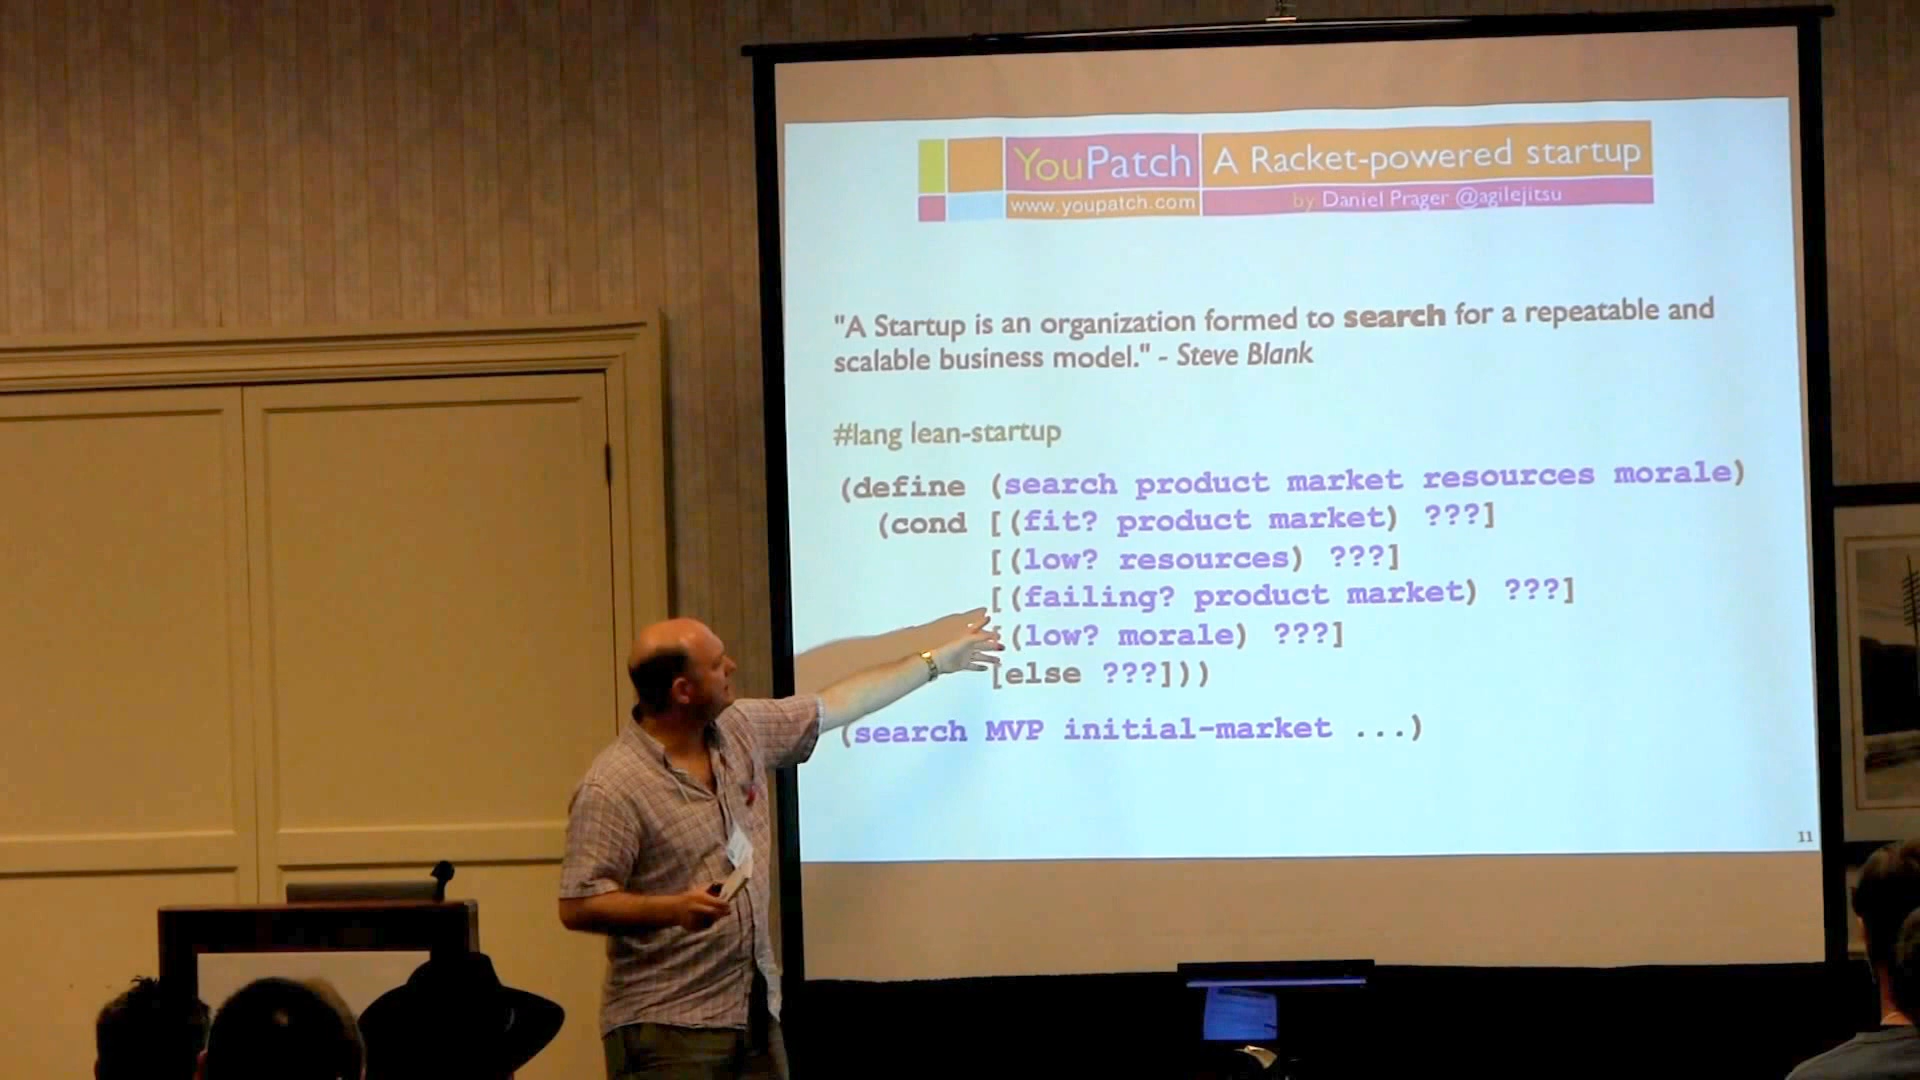 YouPatch
A Racket-powered startup
www.youpatch.com
by Daniel Prager @agilejitsu
"A Startup is an organization formed to search for a repeatable and
scalable business model." - Steve Blank
#lang lean-startup
(define (search product market resources morale)
(cond [(fit? product market) ???]
[(low? resources) ???]
[(failing? product market) ???]
[(low? morale) ???]
[else ???]))
(search MVP initial-market ...)
11